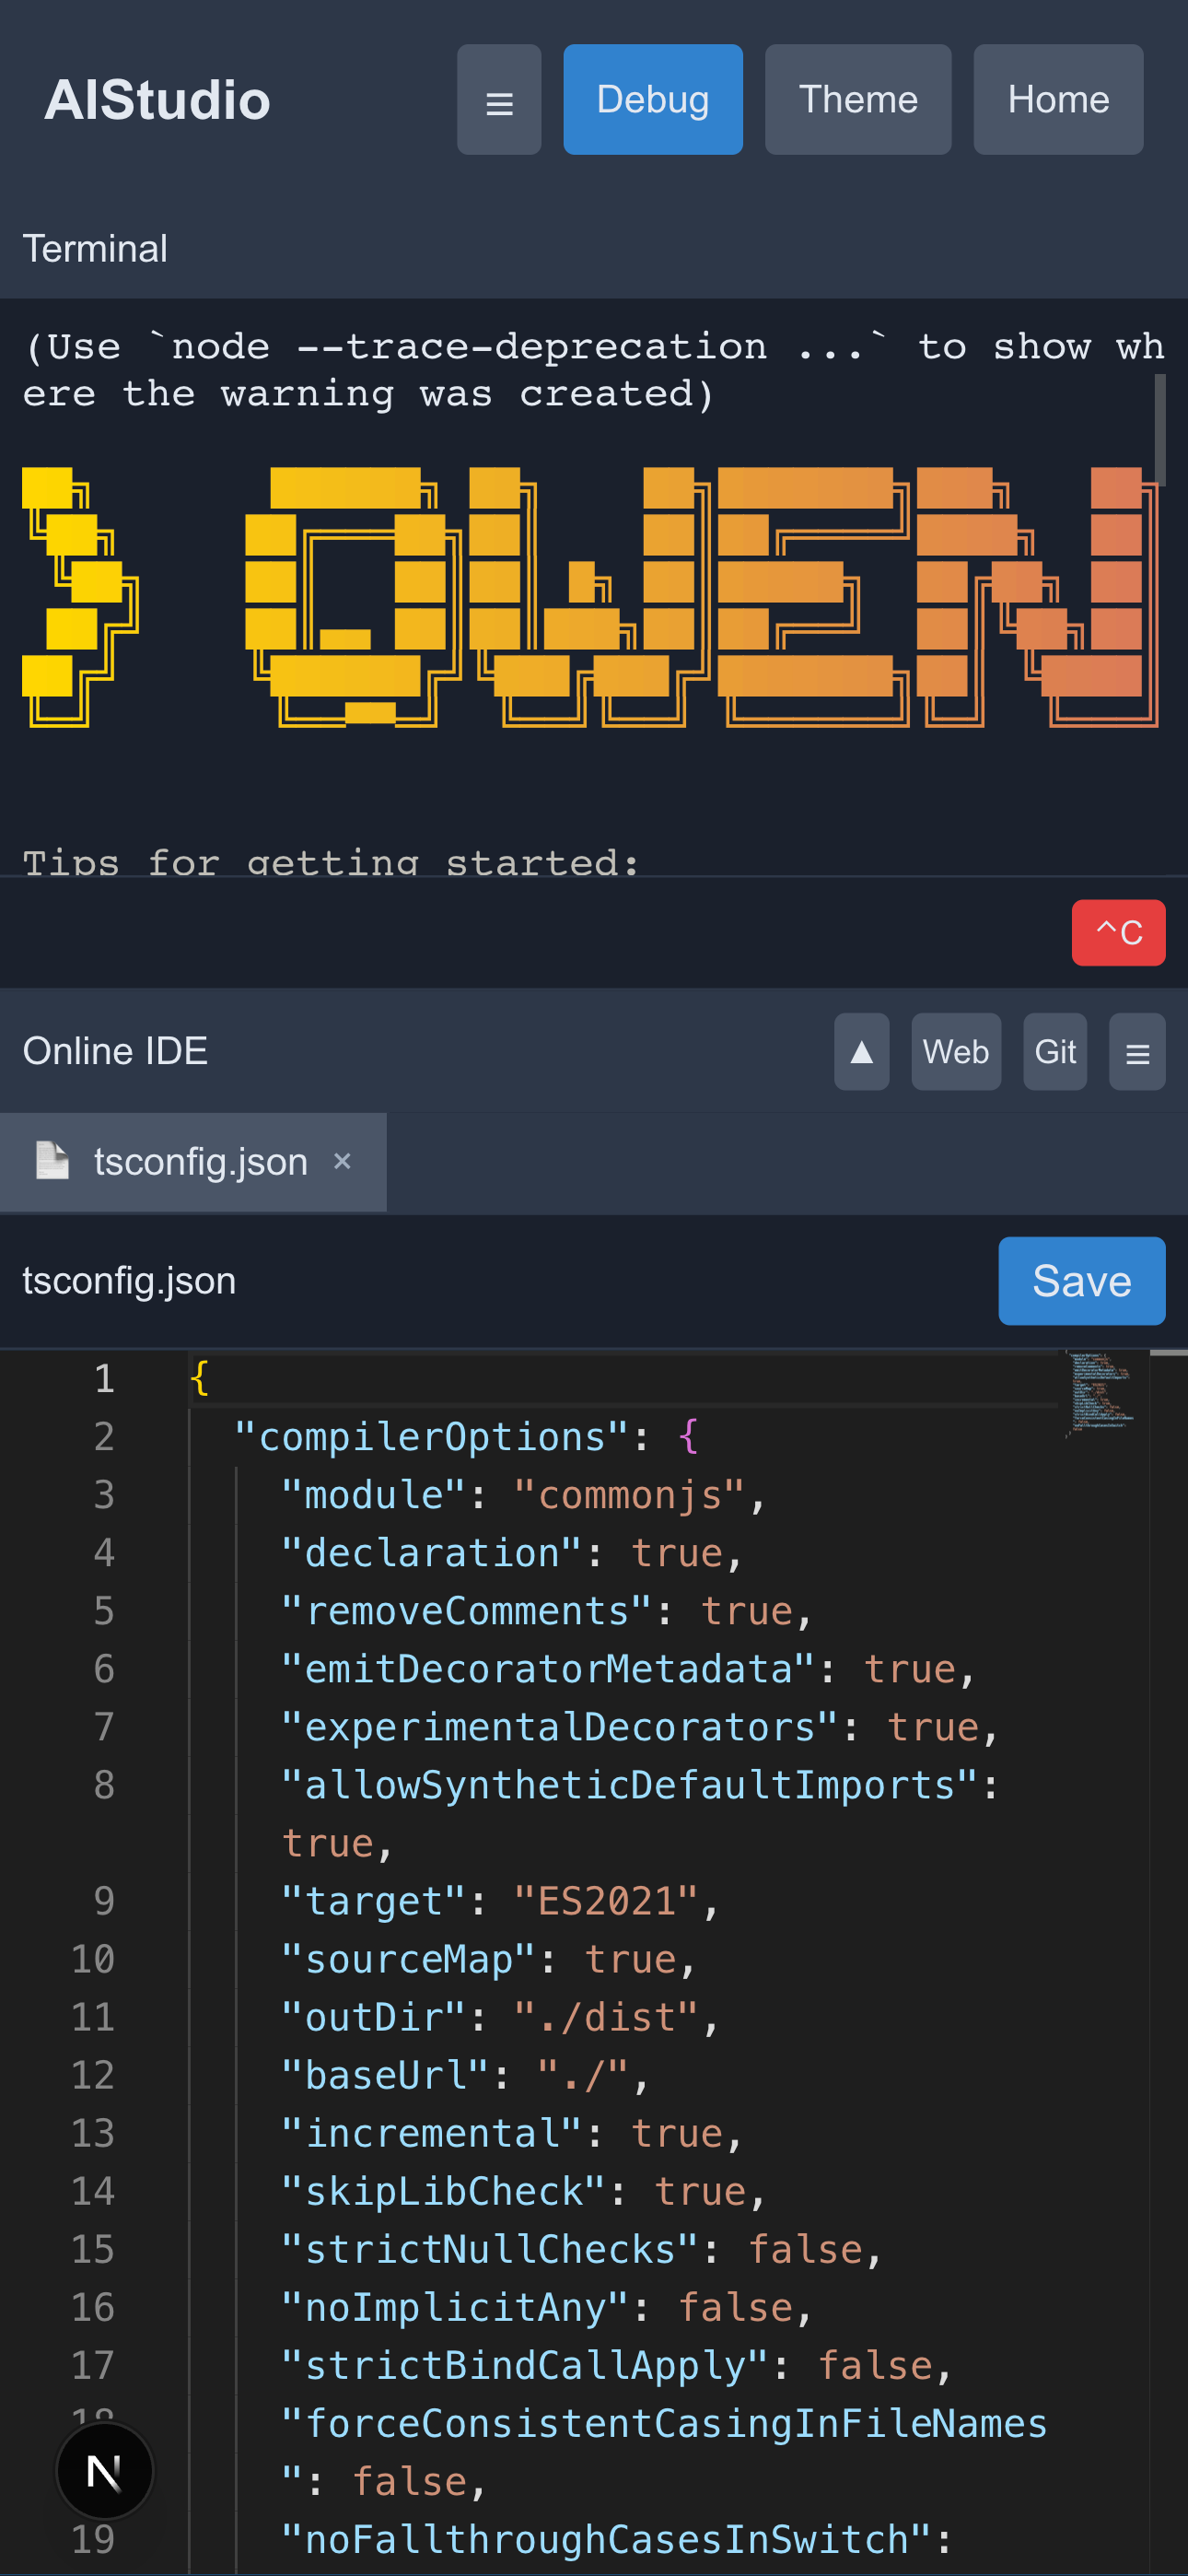 AIStudio
≡
Debug
Theme
Home
Terminal
(Use `node --trace-deprecation ...` to show wh
ere the warning was created)
QWEN
Tips for getting started:
^C
Online IDE
▲
Web
Git
≡
tsconfig.json ×
tsconfig.json
Save
1 {
2 "compilerOptions": {
3 "module": "commonjs",
4 "declaration": true,
5 "removeComments": true,
6 "emitDecoratorMetadata": true,
7 "experimentalDecorators": true,
8 "allowSyntheticDefaultImports":
true,
9 "target": "ES2021",
10 "sourceMap": true,
11 "outDir": "./dist",
12 "baseUrl": "./",
13 "incremental": true,
14 "skipLibCheck": true,
15 "strictNullChecks": false,
16 "noImplicitAny": false,
17 "strictBindCallApply": false,
18 "forceConsistentCasingInFileNames
": false,
N
19 "noFallthroughCasesInSwitch":